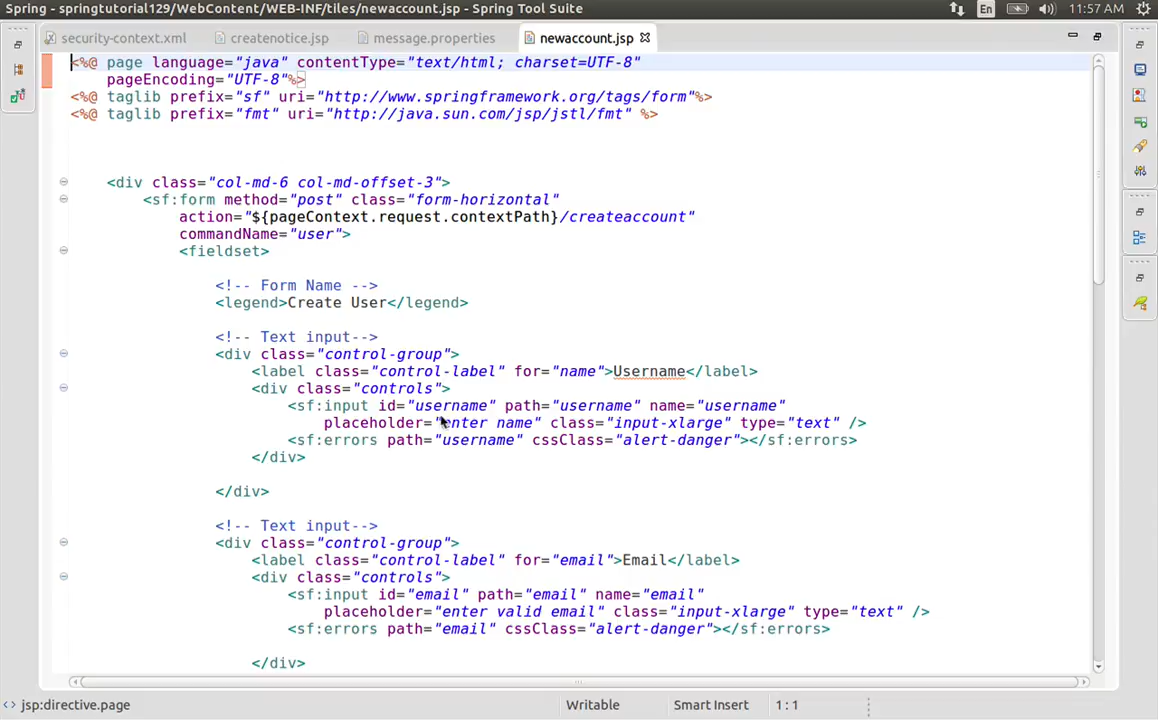 Spring - springtutorial129/WebContent/WEB-INF/tiles/newaccount.jsp - Spring Tool Suite
En
11:57 AM
security-context.xml
createnotice.jsp
message.properties
newaccount.jsp
<%@ page language="java" contentType="text/html; charset=UTF-8"
pageEncoding="UTF-8"%>
<%@ taglib prefix="sf" uri="http://www.springframework.org/tags/form"%>
<%@ taglib prefix="fmt" uri="http://java.sun.com/jsp/jstl/fmt" %>
<div class="col-md-6 col-md-offset-3">
<sf:form method="post" class="form-horizontal"
action="${pageContext.request.contextPath}/createaccount"
commandName="user">
<fieldset>
<!-- Form Name -->
<legend>Create User</legend>
<!-- Text input-->
<div class="control-group">
<label class="control-label" for="name">Username</label>
<div class="controls">
<sf:input id="username" path="username" name="username"
placeholder="enter name" class="input-xlarge" type="text" />
<sf:errors path="username" cssClass="alert-danger"></sf:errors>
</div>
</div>
<!-- Text input-->
<div class="control-group">
<label class="control-label" for="email">Email</label>
<div class="controls">
<sf:input id="email" path="email" name="email"
placeholder="enter valid email" class="input-xlarge" type="text" />
<sf:errors path="email" cssClass="alert-danger"></sf:errors>
</div>
jsp:directive.page
Writable
Smart Insert
1 : 1